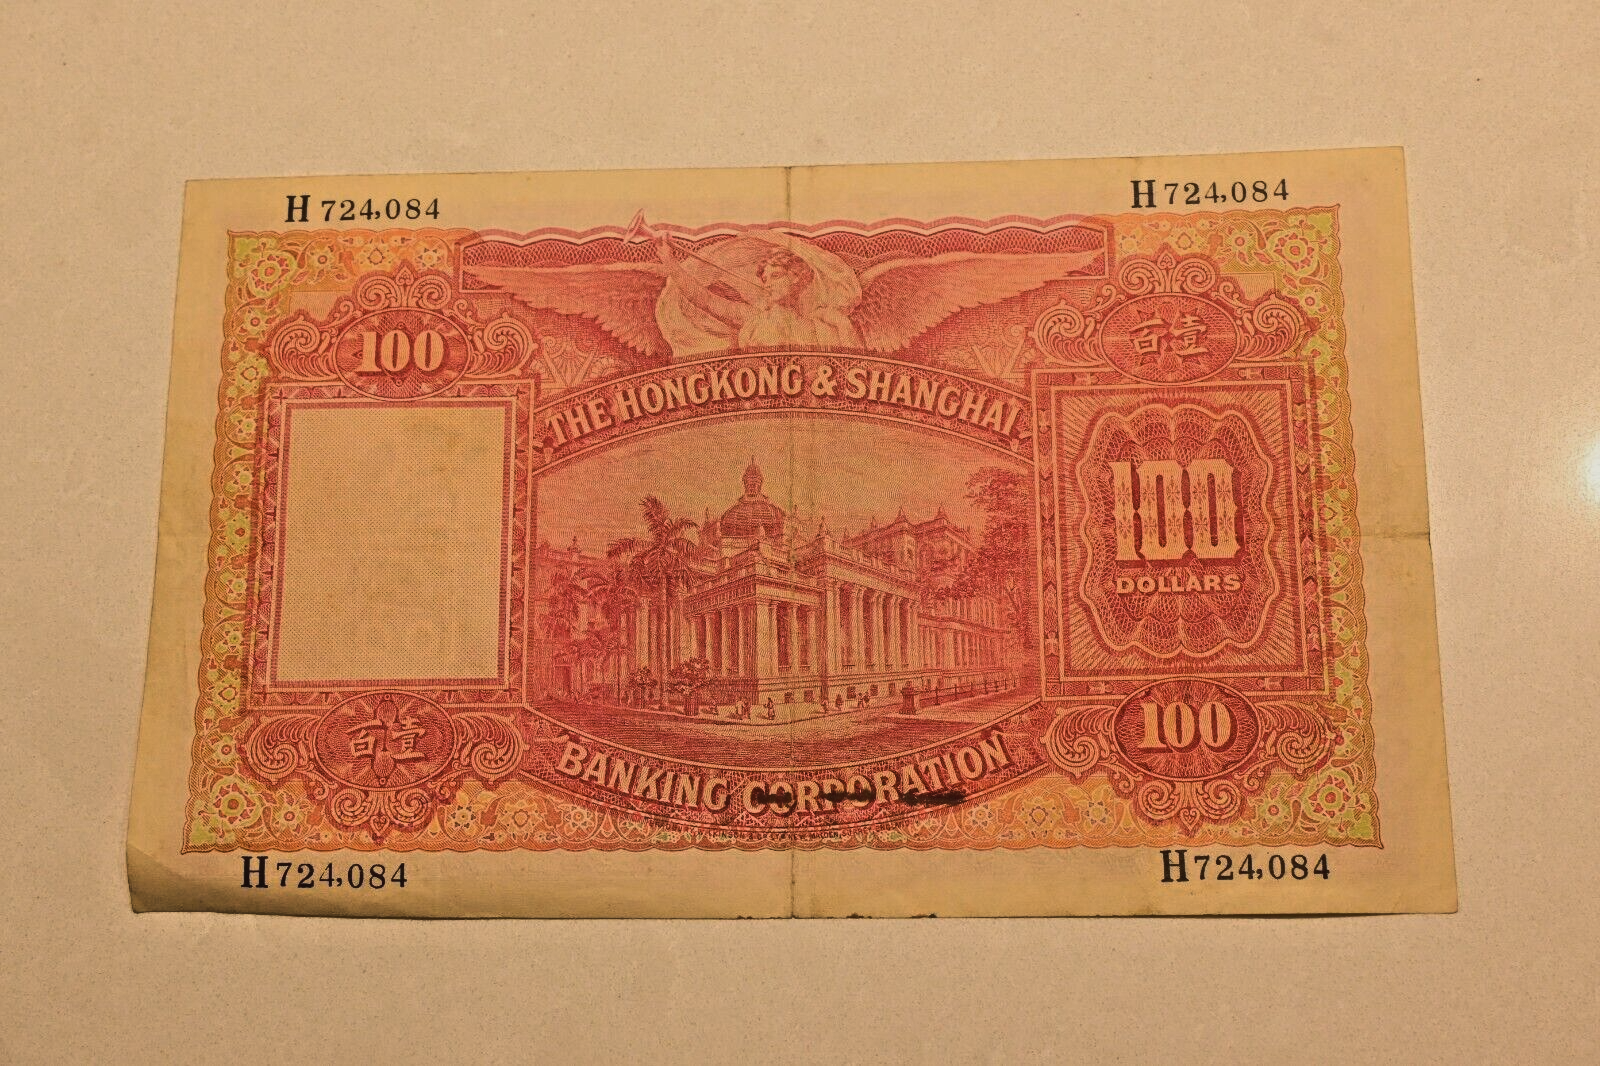 H 724,084 H 724,084
100 百壹
THE HONGKONG & SHANGHAI
100
DOLLARS
百壹 100
BANKING CORPORATION
H 724,084 H 724,084